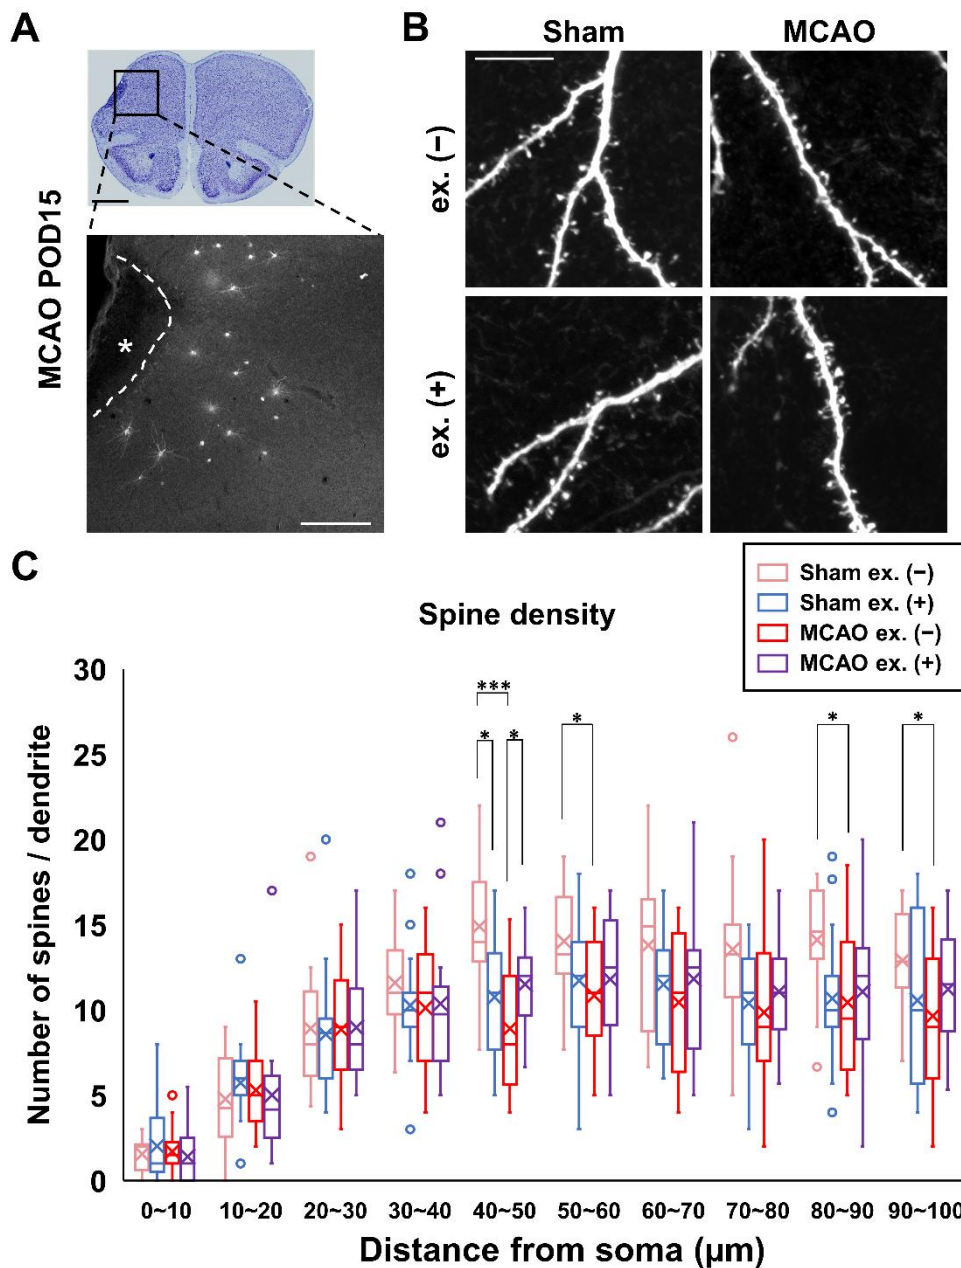 A
B
Sham
MCAO
ex. (−)
ex. (+)
MCAO POD15
*
C
Sham ex. (−)
Sham ex. (+)
MCAO ex. (−)
MCAO ex. (+)
Spine density
Number of spines / dendrite
30
25
20
15
10
5
0
***
*
*
*
*
*
0~10 10~20 20~30 30~40 40~50 50~60 60~70 70~80 80~90 90~100
Distance from soma (μm)